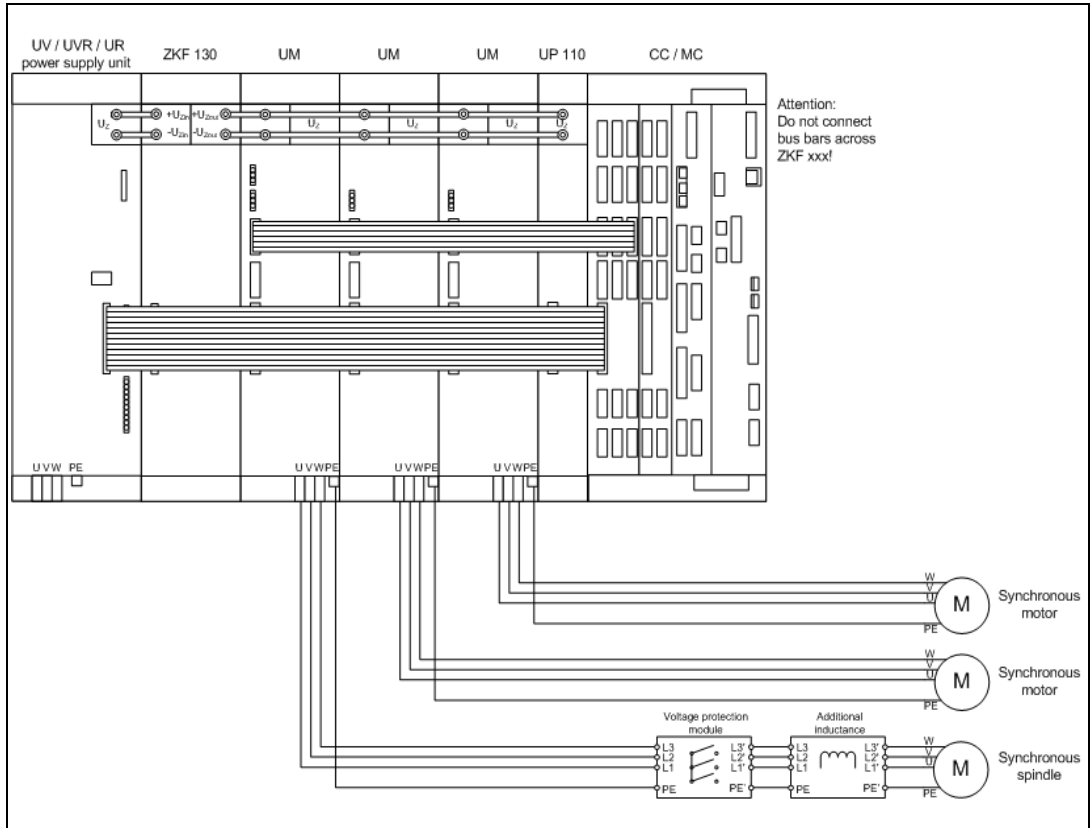 UV / UVR / UR
power supply unit
ZKF 130
UM
UM
UM
UP 110
CC / MC
Attention:
Do not connect
bus bars across
ZKF xxx!
UZ
+UZin
+UZout
-UZin
-UZout
UZ
UZ
UZ
UZ
U V W PE
U V W PE
U V W PE
U V W PE
W
V
U
PE
M
Synchronous
motor
W
V
U
PE
M
Synchronous
motor
Voltage protection
module
Additional
inductance
L3
L2
L1
PE
L3'
L2'
L1'
PE'
L3
L2
L1
PE
L3'
L2'
L1'
PE'
W
V
U
PE
M
Synchronous
spindle